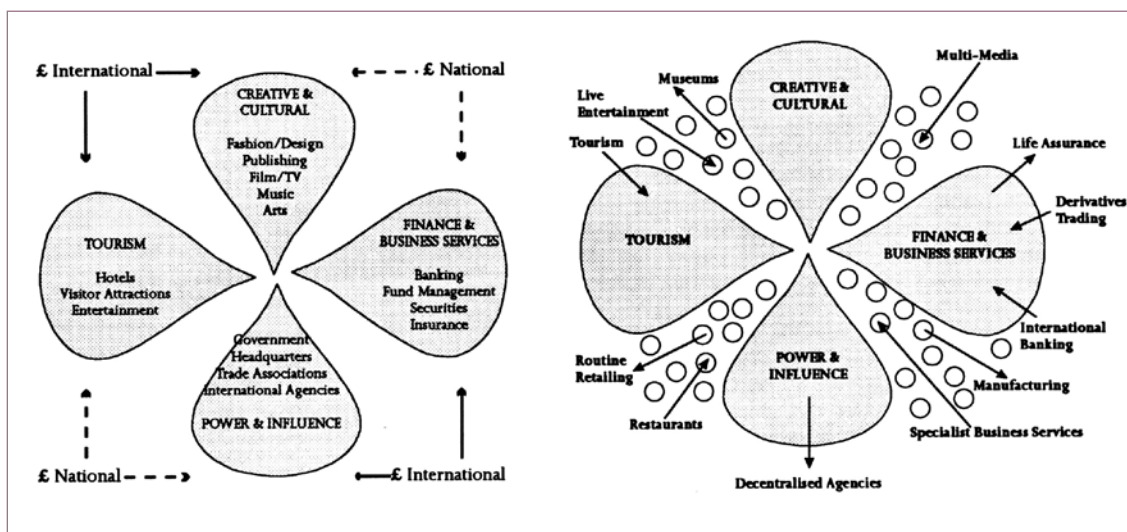 £ International
£ National
CREATIVE &
CULTURAL
Fashion/Design
Publishing
Film/TV
Music
Arts
TOURISM
Hotels
Visitor Attractions
Entertainment
FINANCE &
BUSINESS SERVICES
Banking
Fund Management
Securities
Insurance
Government
Headquarters
Trade Associations
International Agencies
POWER & INFLUENCE
£ National
£ International
Multi-Media
Museums
CREATIVE &
CULTURAL
Live
Entertainment
Tourism
Life Assurance
Derivatives
Trading
TOURISM
FINANCE &
BUSINESS SERVICES
International
Banking
Routine
Retailing
POWER &
INFLUENCE
Manufacturing
Restaurants
Specialist Business Services
Decentralised Agencies